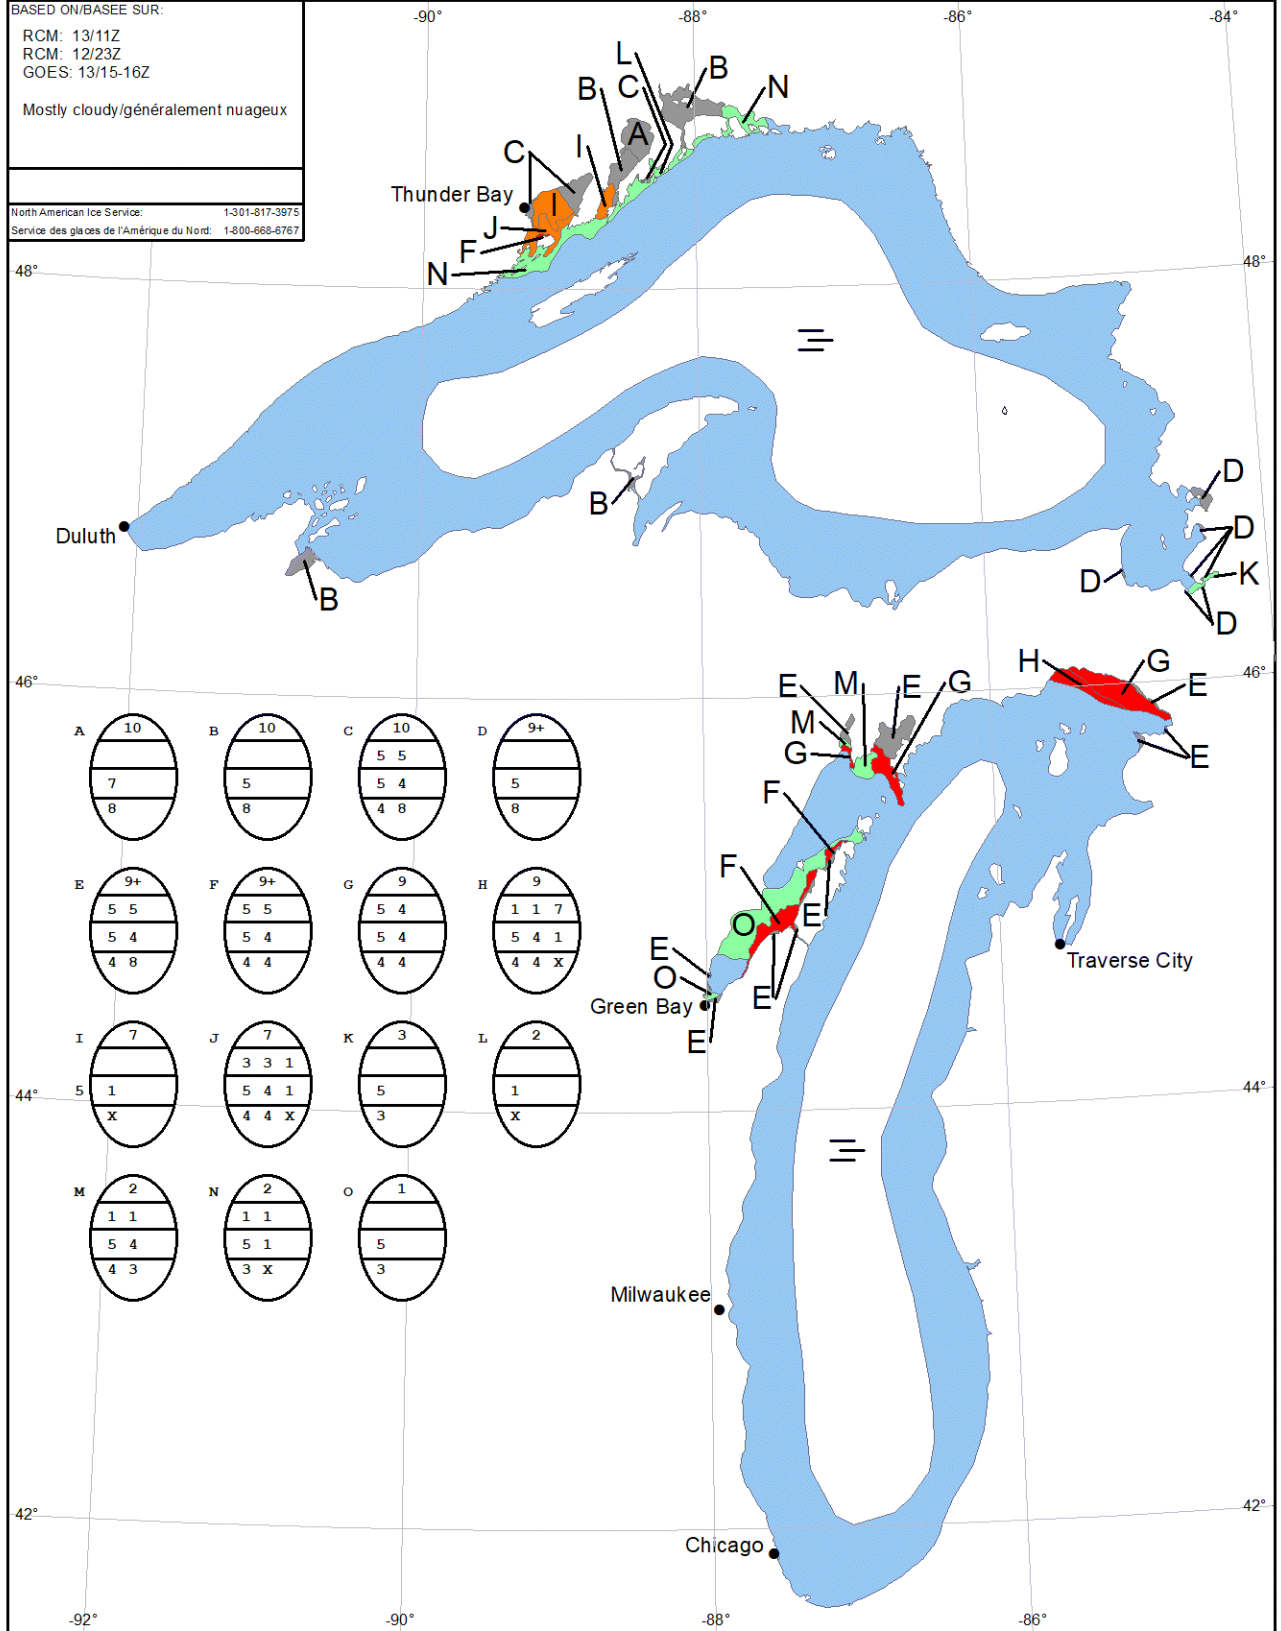 BASED ON/BASEE SUR:
RCM: 13/11Z
RCM: 12/23Z
GOES: 13/15-16Z
Mostly cloudy/généralement nuageux
North American Ice Service: 1-301-817-3975
Service des glaces de l'Amérique du Nord: 1-800-668-6767
-90° -88° -86° -84°
L B
B C N
A
C I
Thunder Bay
I
J
F
N
48° 48°
D
B
D
Duluth
D K
B
D
46° 46°
H G
E M E G E
M
G
E
F
F
E
O
E
O
Traverse City
Green Bay
E
E
A 10
7
8
B 10
5
8
C 10
5 5
5 4
4 8
D 9+
5
8
E 9+
5 5
5 4
4 8
F 9+
5 5
5 4
4 4
G 9
5 4
5 4
4 4
H 9
1 1 7
5 4 1
4 4 X
I 7
5 1
X
J 7
3 3 1
5 4 1
4 4 X
K 3
5
3
L 2
1
X
M 2
1 1
5 4
4 3
N 2
1 1
5 1
3 X
O 1
5
3
44° 44°
Milwaukee
42° 42°
Chicago
-92° -90° -88° -86°